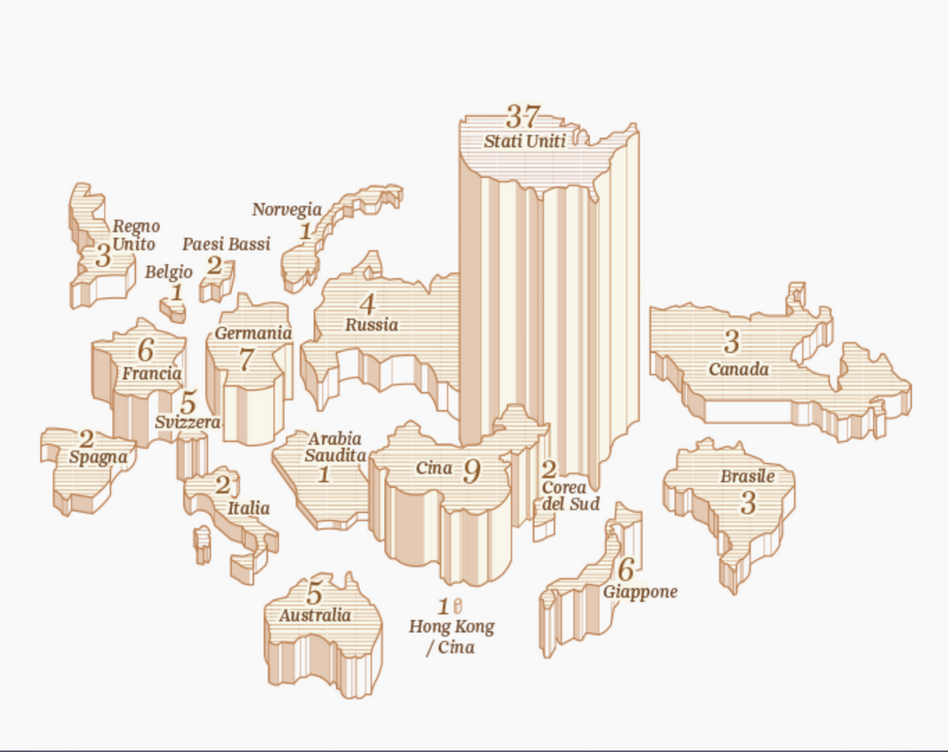 37
Stati Uniti
Norvegia
1
Regno
Unito
3
Paesi Bassi
2
Belgio
1
4
Russia
Germania
7
6
Francia
3
Canada
5
Svizzera
2
Spagna
Arabia
Saudita
1
Cina 9
2
Corea
del Sud
Brasile
3
2
Italia
6
Giappone
5
Australia
1
Hong Kong
/ Cina